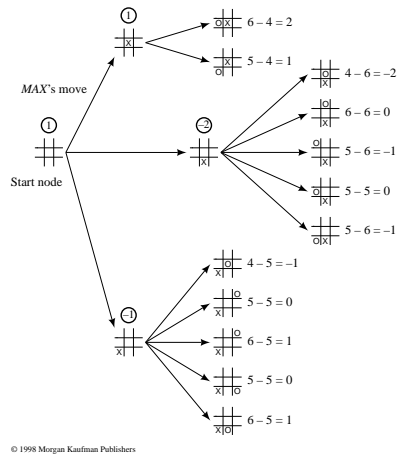 1
X
6 – 4 = 2
O X
X
5 – 4 = 1
O
MAX's move
1
Start node
–2
X
O
X
4 – 6 = –2
O
X
6 – 6 = 0
O
X
5 – 6 = –1
O
X
5 – 5 = 0
O X
5 – 6 = –1
–1
X
O
X
4 – 5 = –1
O
X
5 – 5 = 0
O
X
6 – 5 = 1
X O
5 – 5 = 0
X O
6 – 5 = 1
© 1998 Morgan Kaufman Publishers